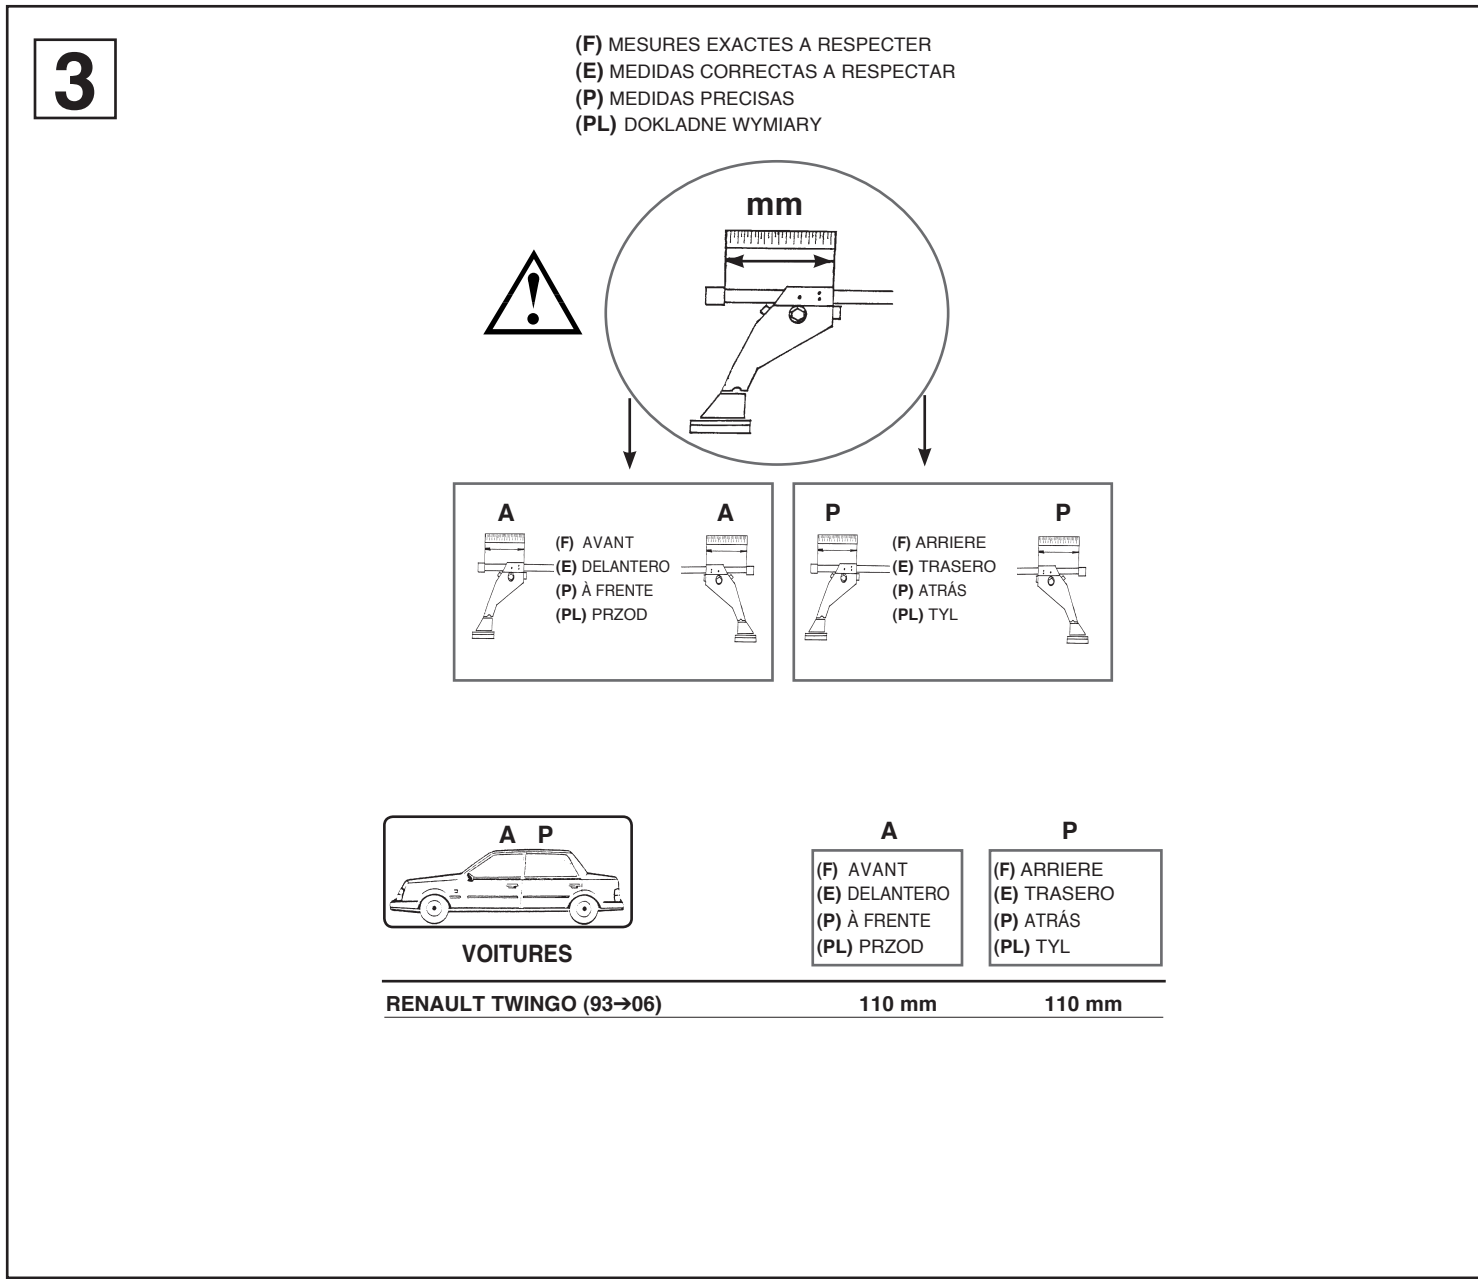 3
(F) MESURES EXACTES A RESPECTER
(E) MEDIDAS CORRECTAS A RESPECTAR
(P) MEDIDAS PRECISAS
(PL) DOKLADNE WYMIARY
mm
!
A A
(F) AVANT
(E) DELANTERO
(P) À FRENTE
(PL) PRZOD
P P
(F) ARRIERE
(E) TRASERO
(P) ATRÁS
(PL) TYL
A P
VOITURES
A
(F) AVANT
(E) DELANTERO
(P) À FRENTE
(PL) PRZOD
P
(F) ARRIERE
(E) TRASERO
(P) ATRÁS
(PL) TYL
RENAULT TWINGO (93➔06) 110 mm 110 mm